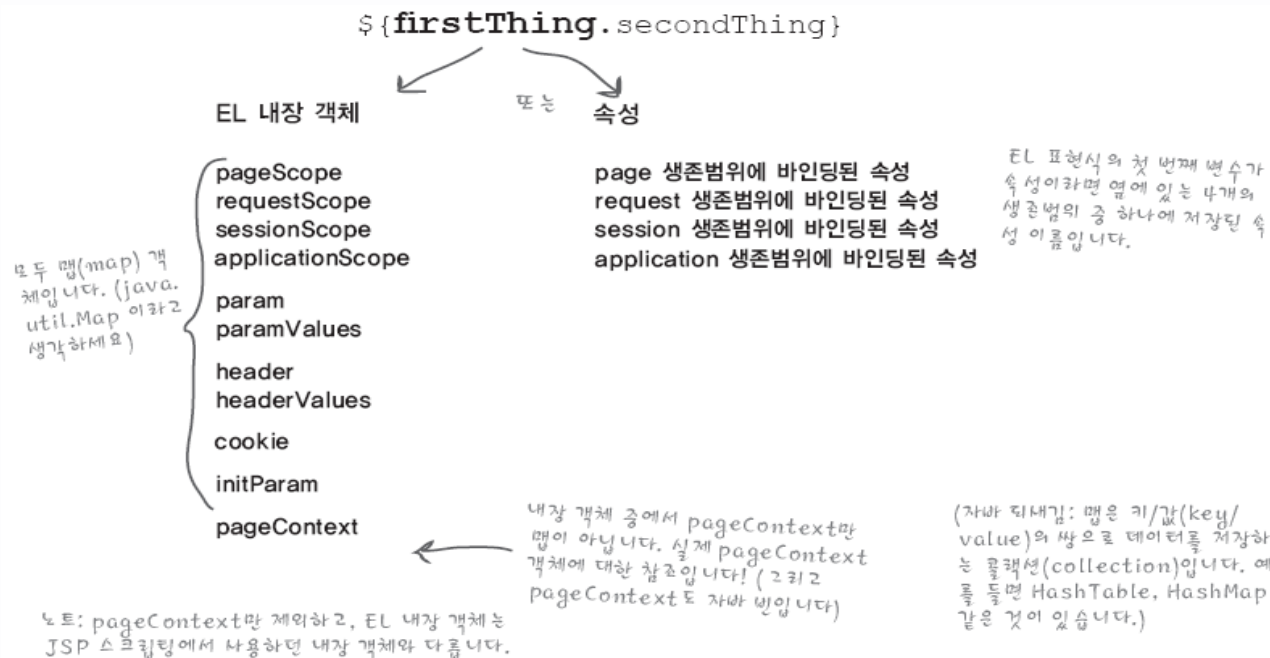 ${firstThing.secondThing}
EL 내장 객체
또는
속성
pageScope
requestScope
sessionScope
applicationScope
param
paramValues
header
headerValues
cookie
initParam
pageContext
모두 맵(map) 객
체입니다. (java.
util.Map 이라고
생각하세요)
page 생존범위에 바인딩된 속성
request 생존범위에 바인딩된 속성
session 생존범위에 바인딩된 속성
application 생존범위에 바인딩된 속성
EL 표현식의 첫 번째 변수가
속성이라면 옆에 있는 4개의
생존범위 중 하나에 저장된 속
성 이름입니다.
내장 객체 중에서 pageContext만
맵이 아닙니다. 실제 pageContext
객체에 대한 참조입니다! (그리고
pageContext도 자바 빈입니다)
(자바 되새김: 맵은 키/값(key/
value)의 쌍으로 데이터를 저장하
는 콜랙션(collection)입니다. 예
를 들면 HashTable, HashMap
같은 것이 있습니다.)
노트: pageContext만 제외하고, EL 내장 객체는
JSP 스크립팅에서 사용하던 내장 객체와 다릅니다.